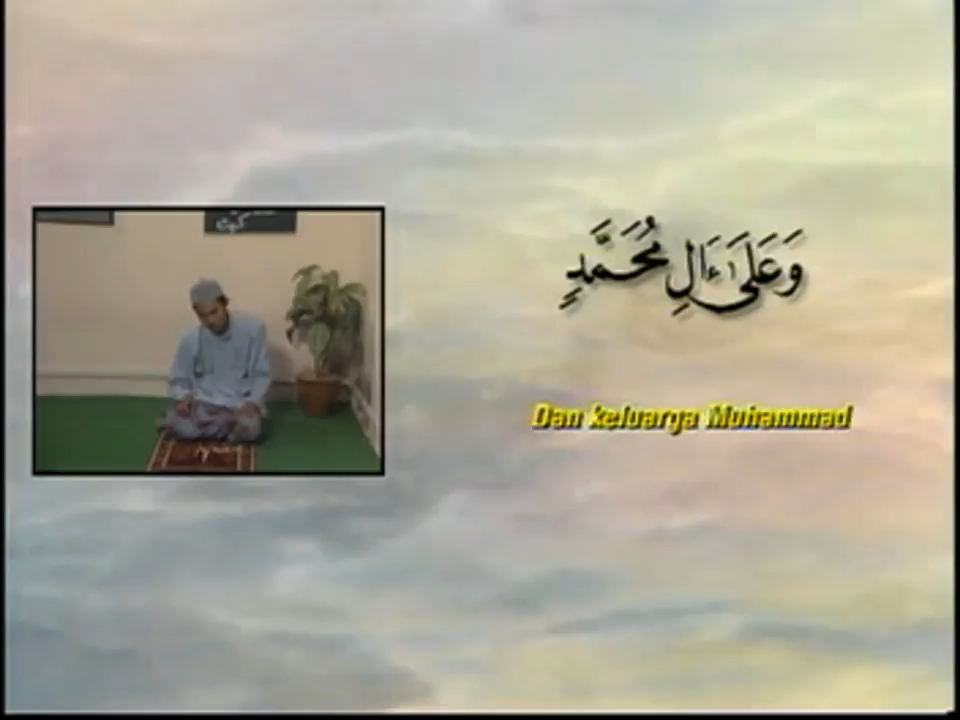 وَعَلَىٰ ءَالِ مُحَمَّدٍ
Dan keluarga Muhammad